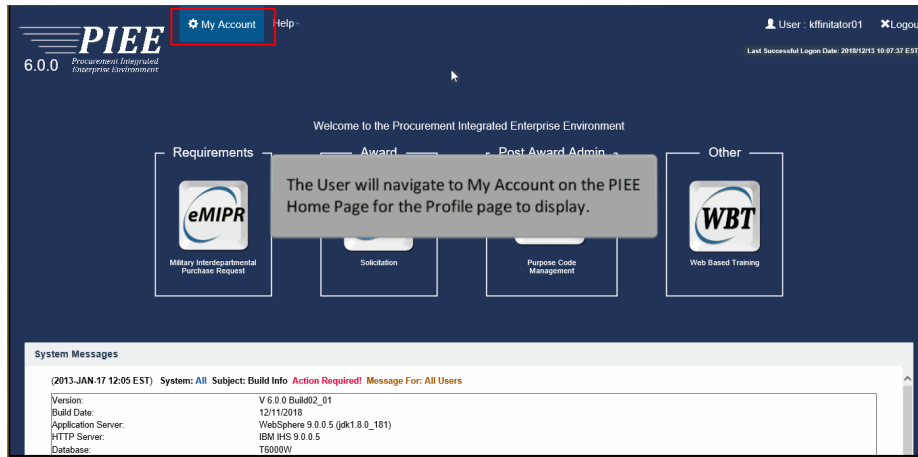 My Account
Help
User : kffinitator01
Logou
PIEE
6.0.0
Procurement Integrated
Enterprise Environment
Last Successful Logon Date: 2018/12/13 10:07:37 EST
Welcome to the Procurement Integrated Enterprise Environment
Requirements
Award
Post Award Admin
Other
The User will navigate to My Account on the PIEE
Home Page for the Profile page to display.
eMIPR
WBT
Military Interdepartmental
Purchase Request
Solicitation
Purpose Code
Management
Web Based Training
System Messages
(2013-JAN-17 12:05 EST) System: All Subject: Build Info Action Required! Message For: All Users
Version: V 6.0.0 Build02_01
Build Date: 12/11/2018
Application Server: WebSphere 9.0.0.5 (jdk1.8.0_181)
HTTP Server: IBM IHS 9.0.0.5
Database: T6000W